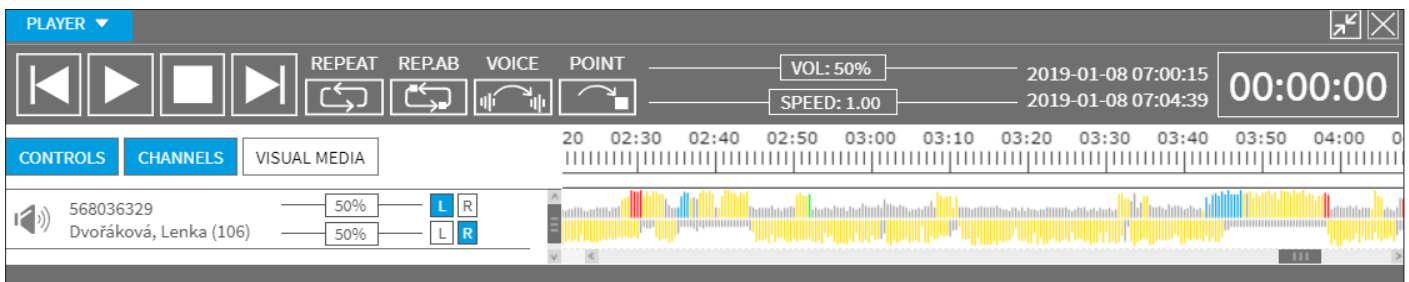 PLAYER
REPEAT REP.AB VOICE POINT
VOL: 50%
SPEED: 1.00
2019-01-08 07:00:15
2019-01-08 07:04:39
00:00:00
CONTROLS CHANNELS VISUAL MEDIA
20 02:30 02:40 02:50 03:00 03:10 03:20 03:30 03:40 03:50 04:00 0
568036329 50% L R
Dvořáková, Lenka (106) 50% L R